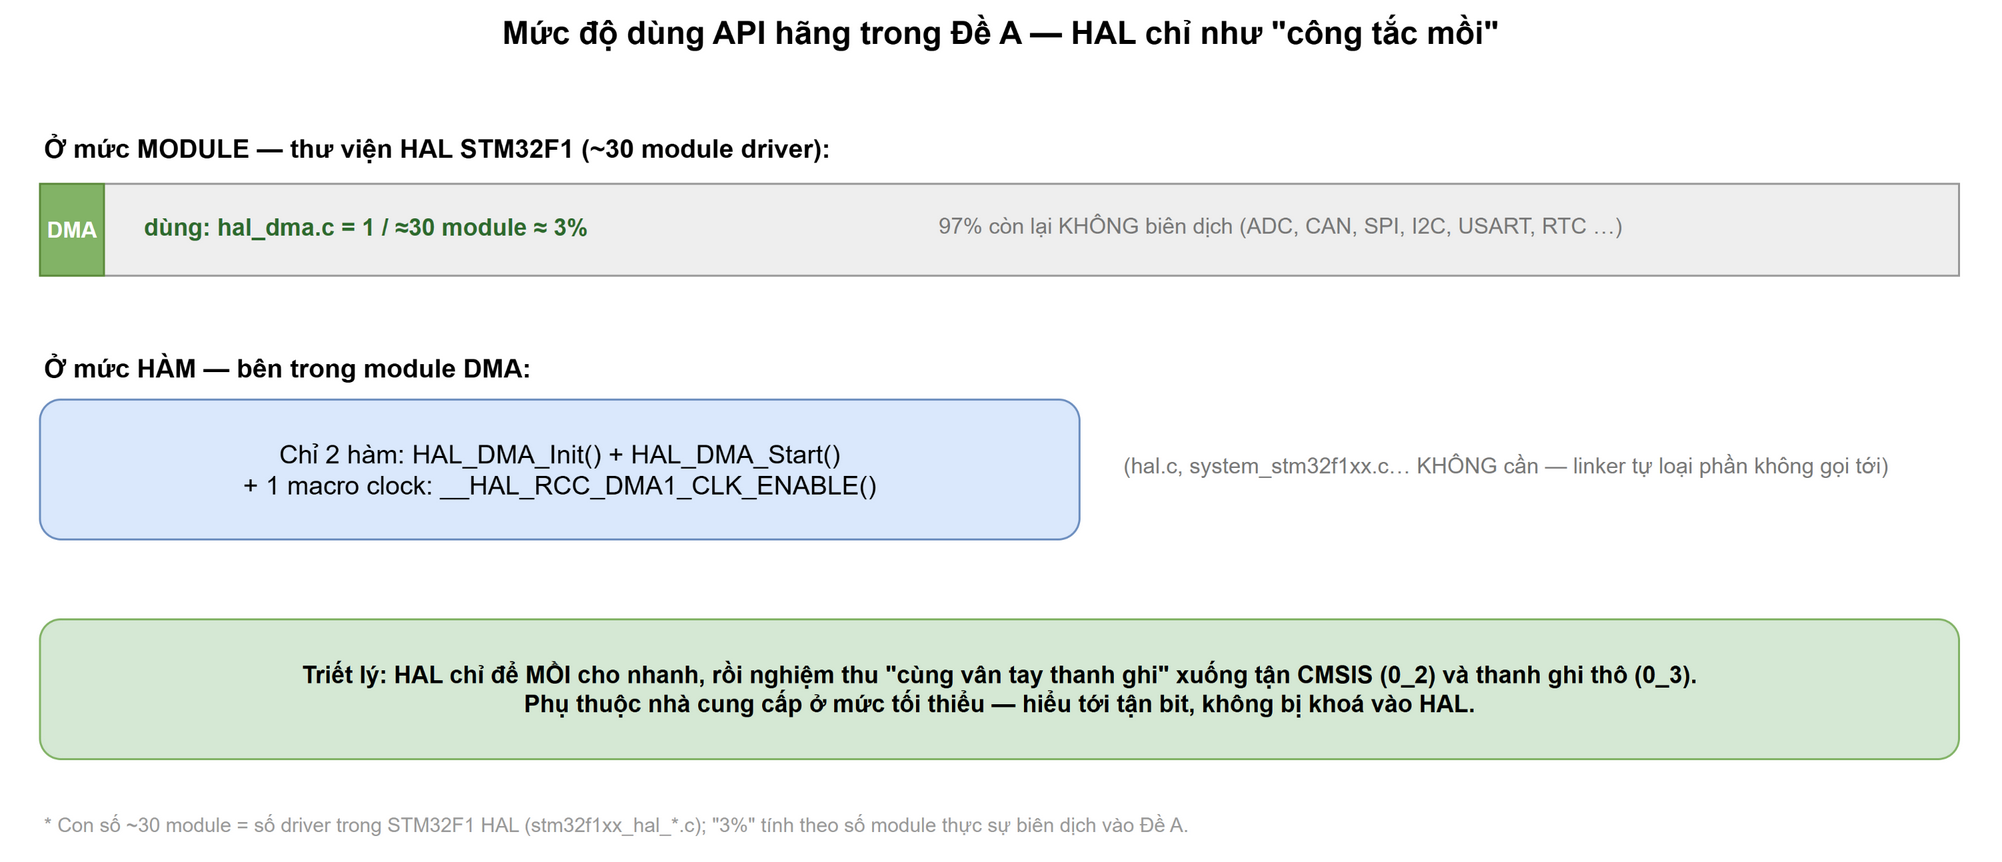 Mức độ dùng API hãng trong Đề A — HAL chỉ như "công tắc mồi"
Ở mức MODULE — thư viện HAL STM32F1 (~30 module driver):
DMA
dùng: hal_dma.c = 1 / ≈30 module ≈ 3%
97% còn lại KHÔNG biên dịch (ADC, CAN, SPI, I2C, USART, RTC …)
Ở mức HÀM — bên trong module DMA:
Chỉ 2 hàm: HAL_DMA_Init() + HAL_DMA_Start()
+ 1 macro clock: __HAL_RCC_DMA1_CLK_ENABLE()
(hal.c, system_stm32f1xx.c… KHÔNG cần — linker tự loại phần không gọi tới)
Triết lý: HAL chỉ để MỒI cho nhanh, rồi nghiệm thu "cùng vân tay thanh ghi" xuống tận CMSIS (0_2) và thanh ghi thô (0_3).
Phụ thuộc nhà cung cấp ở mức tối thiểu — hiểu tới tận bit, không bị khoá vào HAL.
* Con số ~30 module = số driver trong STM32F1 HAL (stm32f1xx_hal_*.c); "3%" tính theo số module thực sự biên dịch vào Đề A.